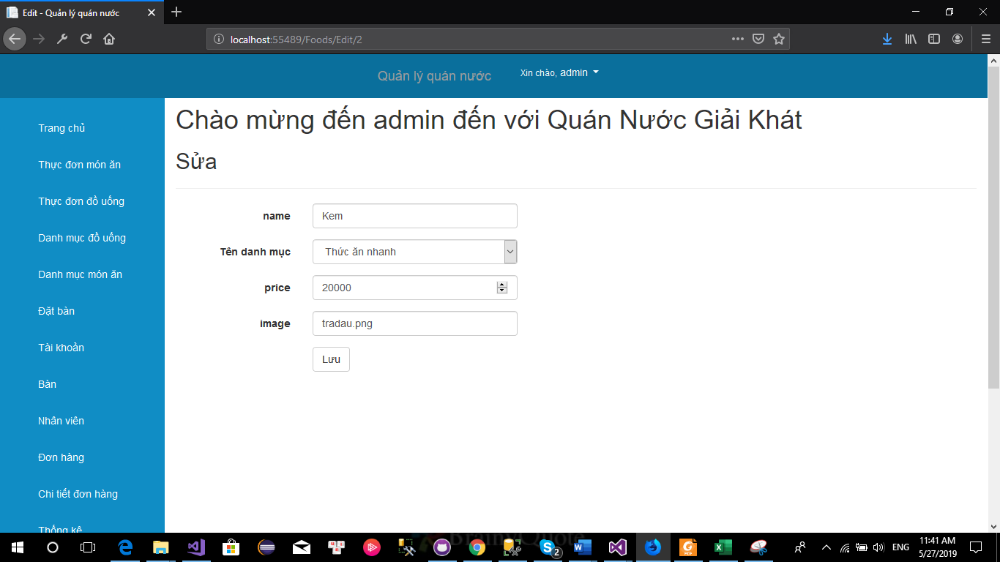 Edit - Quản lý quán nước
localhost:55489/Foods/Edit/2
Quản lý quán nước
Xin chào, admin
Trang chủ
Thực đơn món ăn
Thực đơn đồ uống
Danh mục đồ uống
Danh mục món ăn
Đặt bàn
Tài khoản
Bàn
Nhân viên
Đơn hàng
Chi tiết đơn hàng
Thống kê
Chào mừng đến admin đến với Quán Nước Giải Khát
Sửa
name
Kem
Tên danh mục
Thức ăn nhanh
price
20000
image
tradau.png
Lưu
2
ENG
11:41 AM
5/27/2019